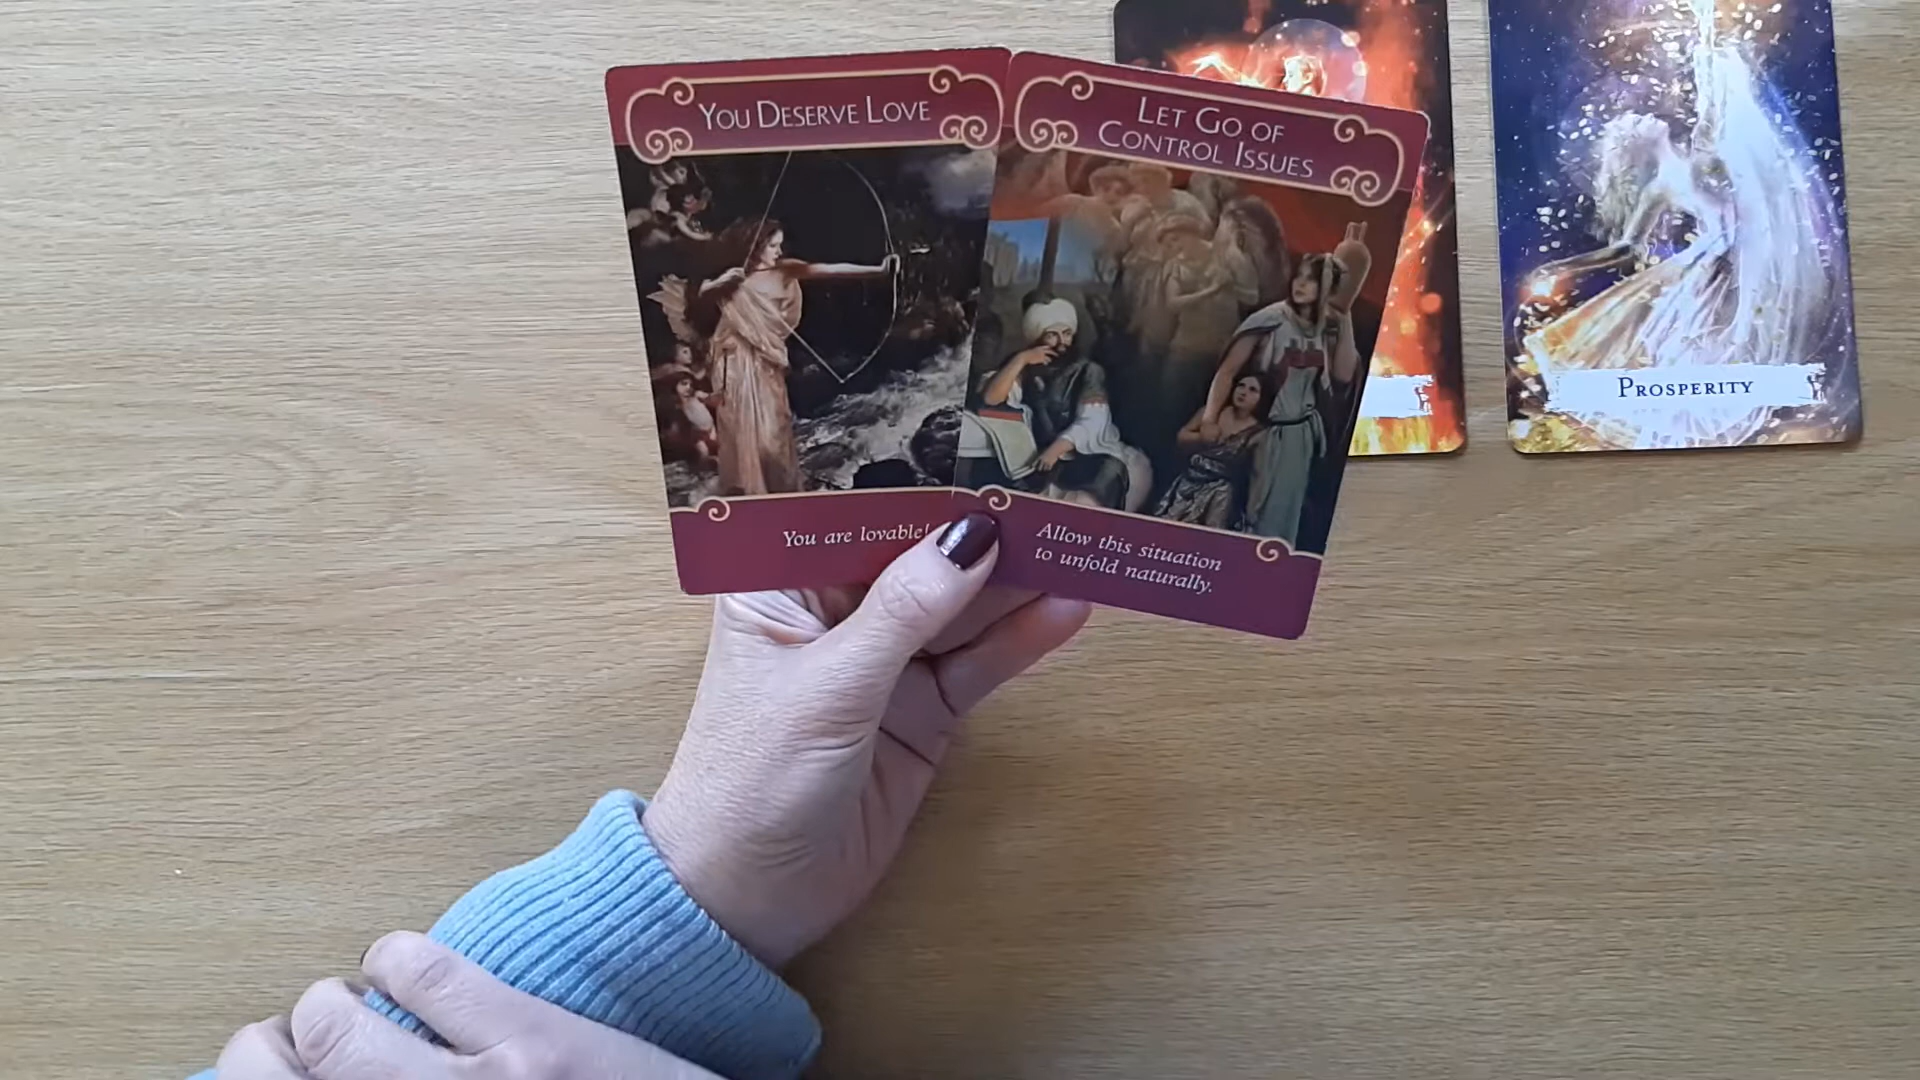 You Deserve Love
Let Go of
Control Issues
You are lovable!
Allow this situation
to unfold naturally.
Prosperity